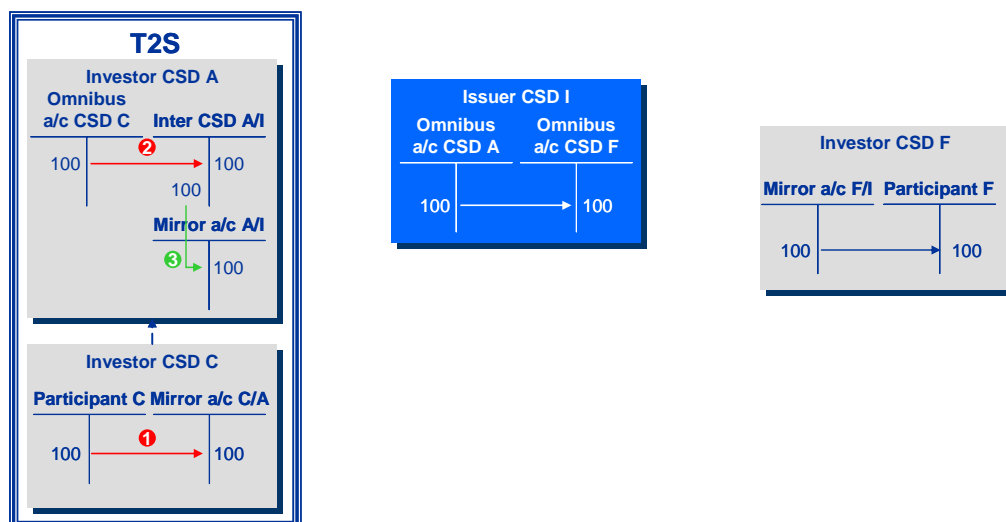 T2S
Investor CSD A
Omnibus
a/c CSD C
Inter CSD A/I
100
2
100
100
Mirror a/c A/I
3
100
Investor CSD C
Participant C
Mirror a/c C/A
100
1
100
Issuer CSD I
Omnibus
a/c CSD A
Omnibus
a/c CSD F
100
100
Investor CSD F
Mirror a/c F/I
Participant F
100
100